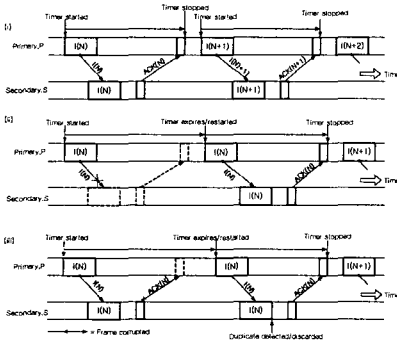 Timer started
Timer stopped
Timer started
Timer stopped
(i)
Primary,P
I(N)
I(N+1)
I(N+2)
I(N)
ACK(N)
I(N+1)
ACK(N+1)
Time
Secondary,S
I(N)
I(N+1)
Timer started
Timer expires/restarted
Timer stopped
Primary,P
I(N)
I(N)
I(N+1)
I(N)
I(N)
ACK(N)
Time
Secondary,S
I(N)
I(N)
Timer started
Timer expires/restarted
Timer stopped
(iii)
Primary,P
I(N)
I(N)
I(N+1)
I(N)
ACK(N)
I(N)
ACK(N)
Time
Secondary,S
I(N)
I(N)
= Frame corrupted
Duplicate detected/discarded